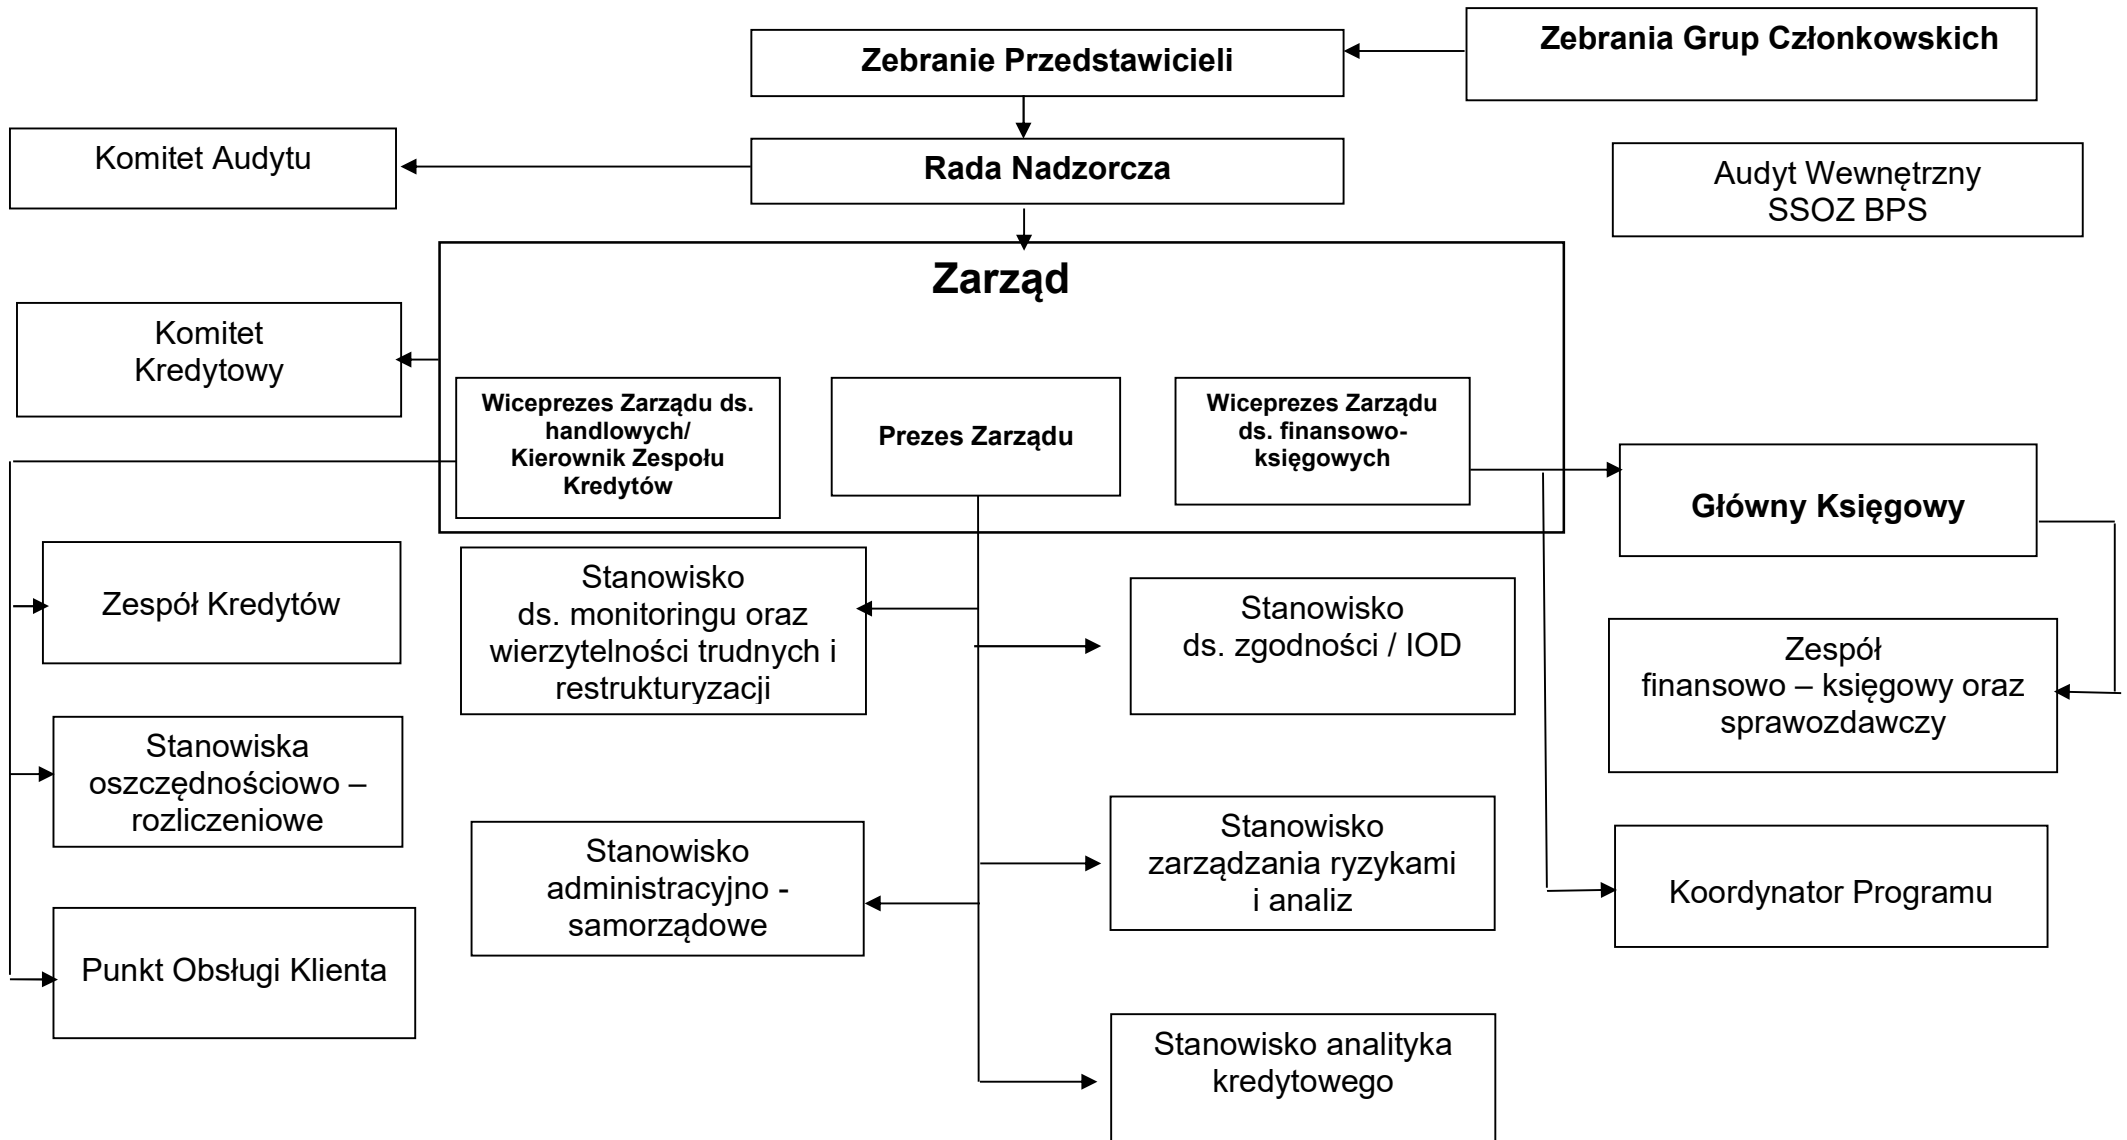 Zebrania Grup Członkowskich
Zebranie Przedstawicieli
Komitet Audytu
Rada Nadzorcza
Audyt Wewnętrzny
SSOZ BPS
Zarząd
Komitet
Kredytowy
Wiceprezes Zarządu ds.
handlowych/
Kierownik Zespołu
Kredytów
Prezes Zarządu
Wiceprezes Zarządu
ds. finansowo-
księgowych
Główny Księgowy
Zespół Kredytów
Stanowisko
ds. monitoringu oraz
wierzytelności trudnych i
restrukturyzacji
Stanowisko
ds. zgodności / IOD
Zespół
finansowo – księgowy oraz
sprawozdawczy
Stanowiska
oszczędnościowo –
rozliczeniowe
Stanowisko
administracyjno -
samorządowe
Stanowisko
zarządzania ryzykami
i analiz
Koordynator Programu
Punkt Obsługi Klienta
Stanowisko analityka
kredytowego